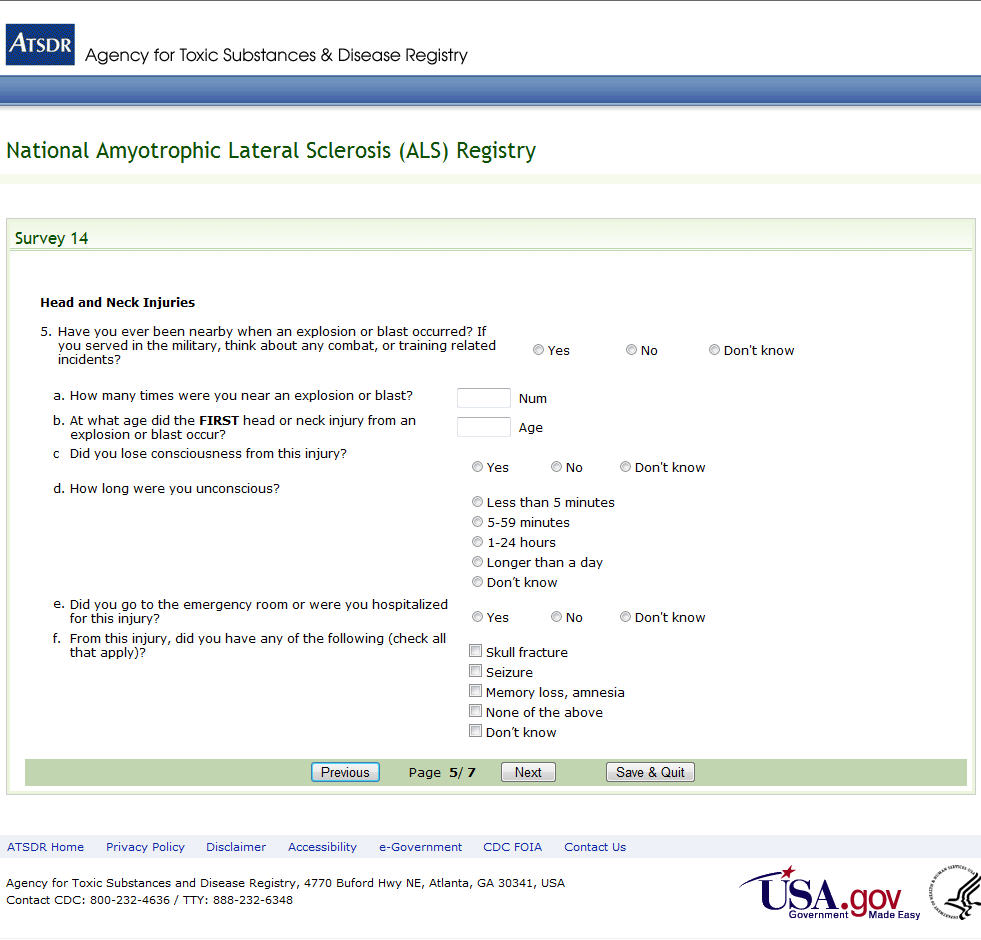 ATSDR Agency for Toxic Substances & Disease Registry
National Amyotrophic Lateral Sclerosis (ALS) Registry
Survey 14
Head and Neck Injuries
5. Have you ever been nearby when an explosion or blast occurred? If
you served in the military, think about any combat, or training related
incidents?
Yes No Don't know
a. How many times were you near an explosion or blast?
Num
b. At what age did the FIRST head or neck injury from an
explosion or blast occur?
Age
c Did you lose consciousness from this injury?
Yes No Don't know
d. How long were you unconscious?
Less than 5 minutes
5-59 minutes
1-24 hours
Longer than a day
Don't know
e. Did you go to the emergency room or were you hospitalized
for this injury?
Yes No Don't know
f. From this injury, did you have any of the following (check all
that apply)?
Skull fracture
Seizure
Memory loss, amnesia
None of the above
Don't know
Previous Page 5/ 7 Next Save & Quit
ATSDR Home Privacy Policy Disclaimer Accessibility e-Government CDC FOIA Contact Us
Agency for Toxic Substances and Disease Registry, 4770 Buford Hwy NE, Atlanta, GA 30341, USA
Contact CDC: 800-232-4636 / TTY: 888-232-6348
USA.gov
Government Made Easy